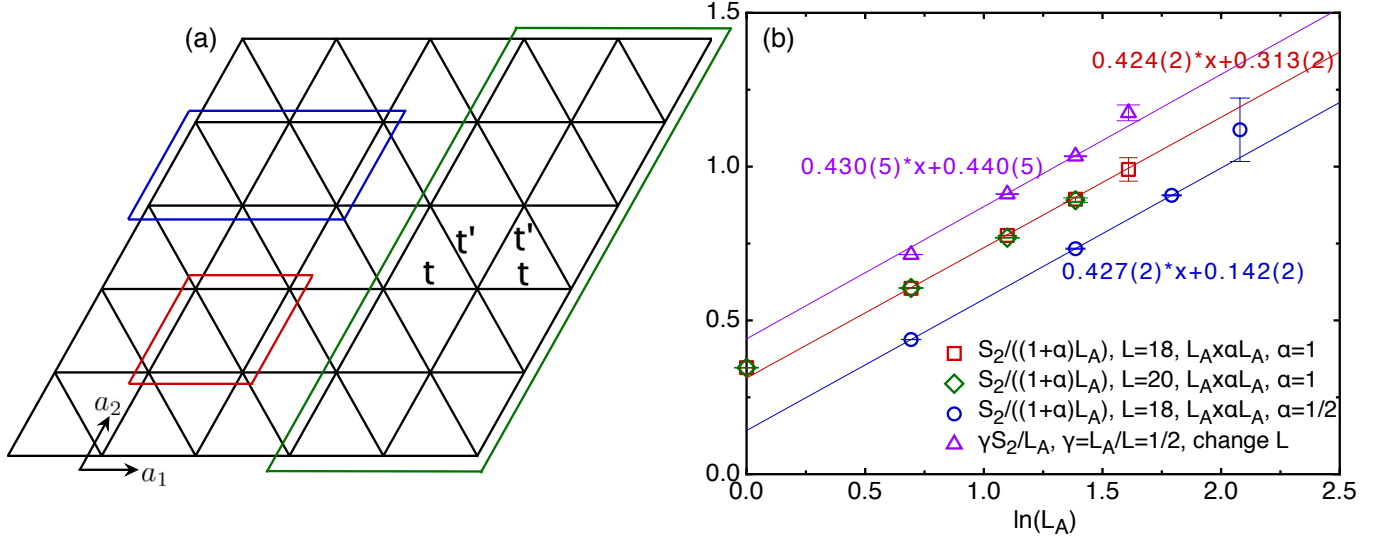 (a)
t'
t'
t
t
a2
a1
(b)
1.5
1.0
0.5
0.0
0.424(2)*x+0.313(2)
0.430(5)*x+0.440(5)
0.427(2)*x+0.142(2)
S2/((1+α)LA), L=18, LAxαLA, α=1
S2/((1+α)LA), L=20, LAxαLA, α=1
S2/((1+α)LA), L=18, LAxαLA, α=1/2
γS2/LA, γ=LA/L=1/2, change L
0.0 0.5 1.0 1.5 2.0 2.5
ln(LA)